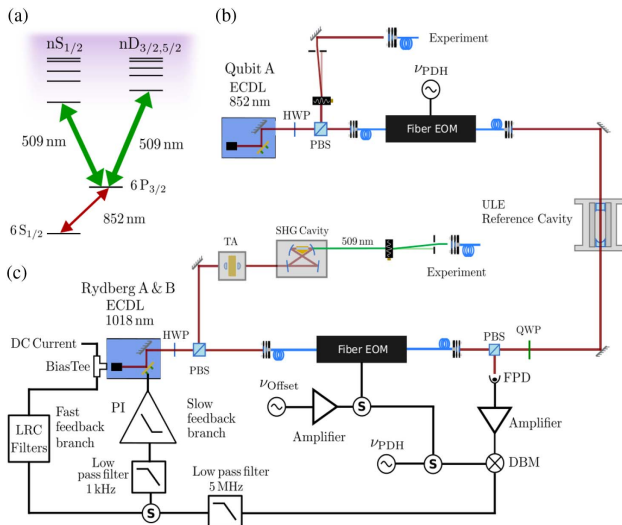 (a)
nS1/2
nD3/2,5/2
509 nm
509 nm
6 P3/2
6 S1/2
852 nm
(b)
Experiment
Qubit A
ECDL
852 nm
HWP
PBS
νPDH
Fiber EOM
ULE
Reference Cavity
TA
SHG Cavity
509 nm
Experiment
(c)
Rydberg A & B
ECDL
1018 nm
HWP
PBS
Fiber EOM
PBS
QWP
FPD
DC Current
BiasTee
PI
Slow
feedback
branch
LRC
Filters
Fast
feedback
branch
νOffset
Amplifier
S
Amplifier
νPDH
S
DBM
Low
pass filter
1 kHz
Low pass filter
5 MHz
S